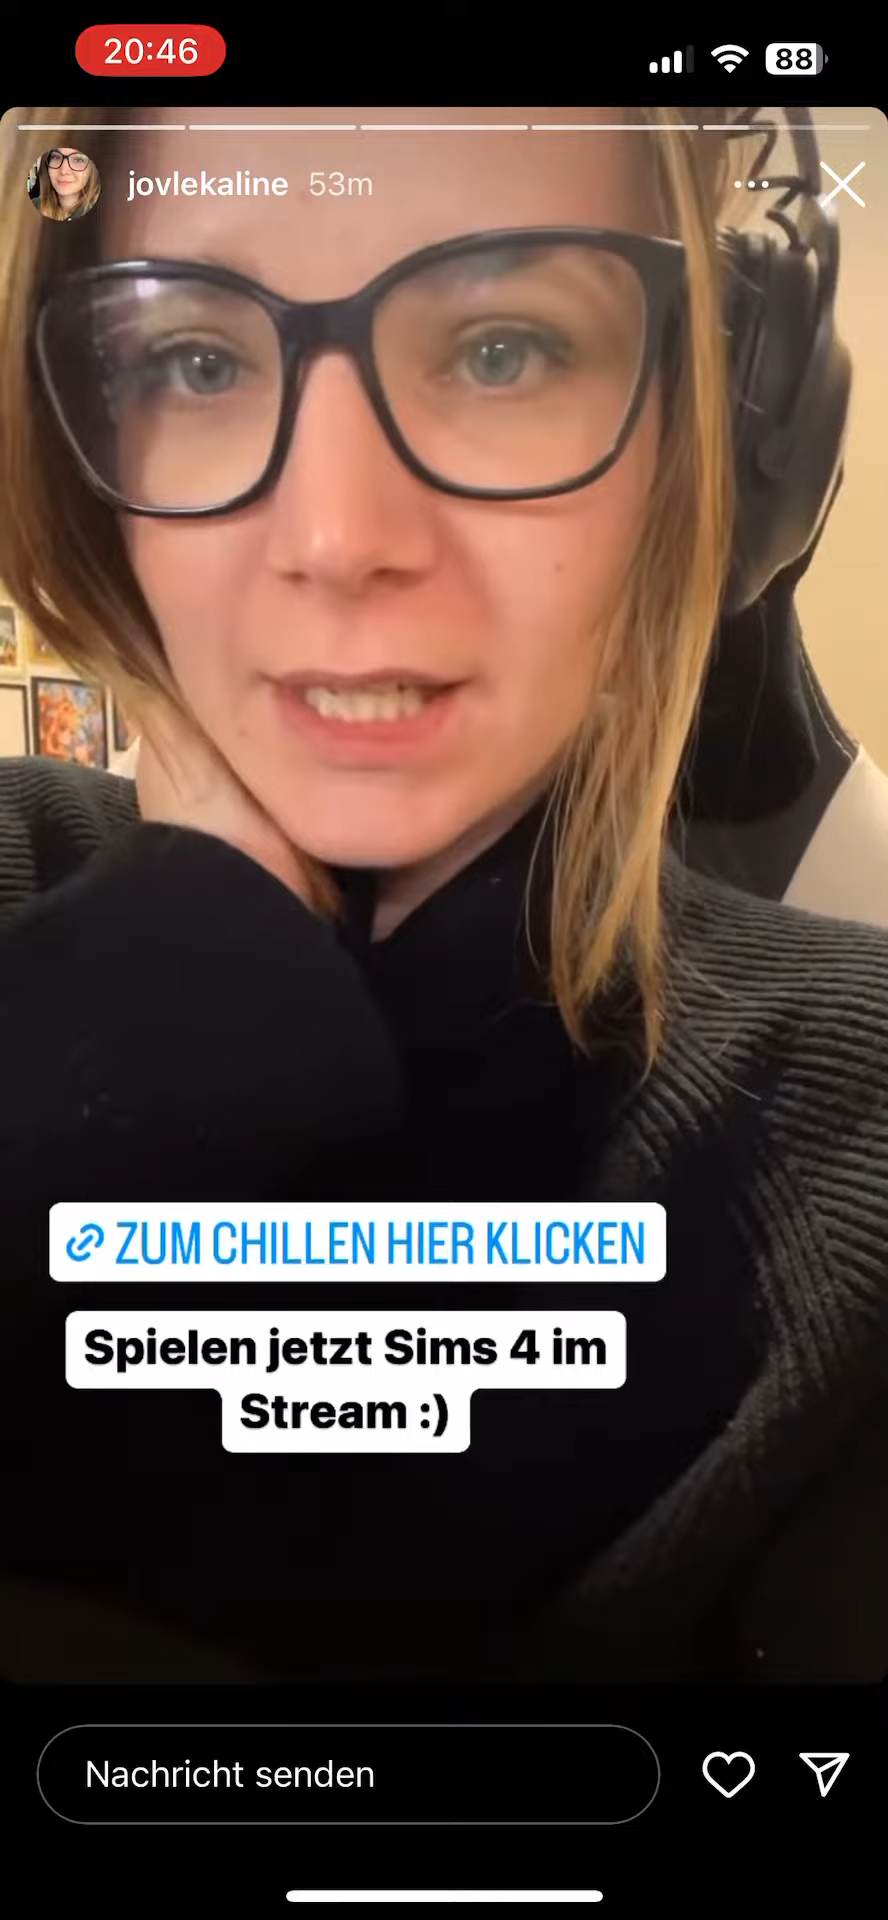 20:46
88
jovlekaline 53m
ZUM CHILLEN HIER KLICKEN
Spielen jetzt Sims 4 im
Stream :)
Nachricht senden